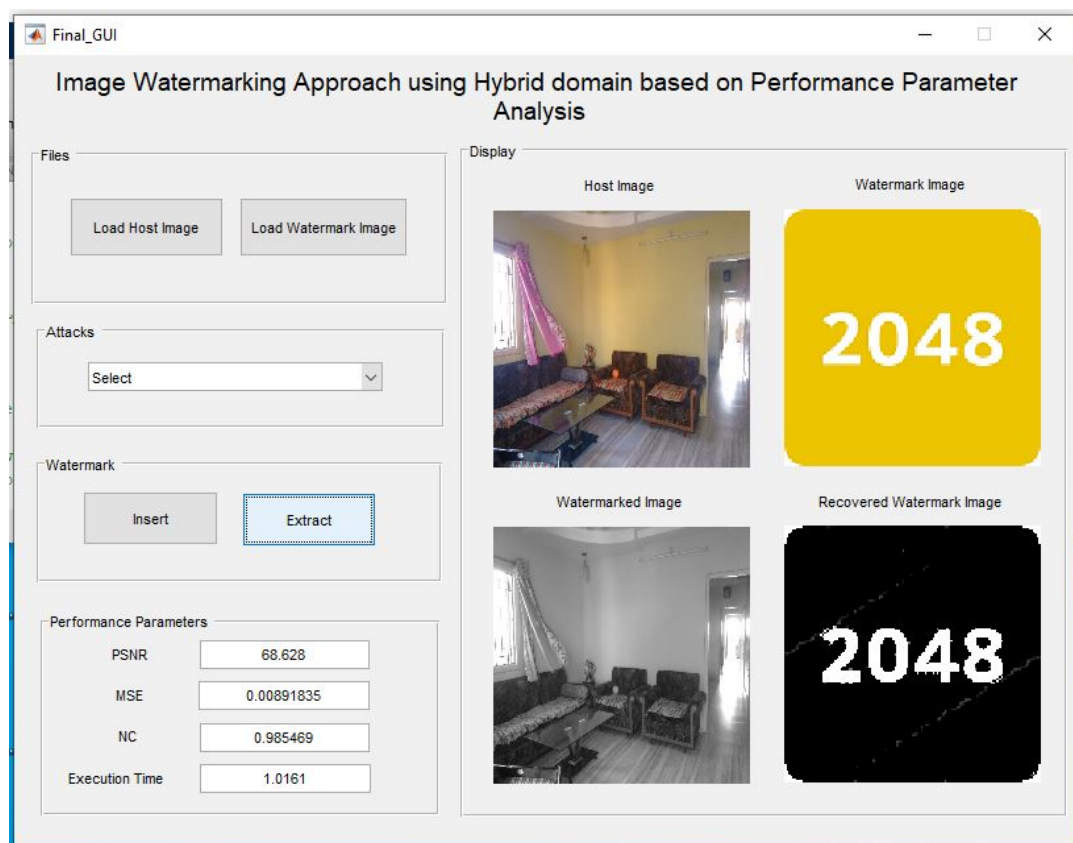 Final_GUI
Image Watermarking Approach using Hybrid domain based on Performance Parameter
Analysis
Files
Load Host Image
Load Watermark Image
Attacks
Select
Watermark
Insert
Extract
Performance Parameters
PSNR
68.628
MSE
0.00891835
NC
0.985469
Execution Time
1.0161
Display
Host Image
Watermark Image
2048
Watermarked Image
Recovered Watermark Image
2048